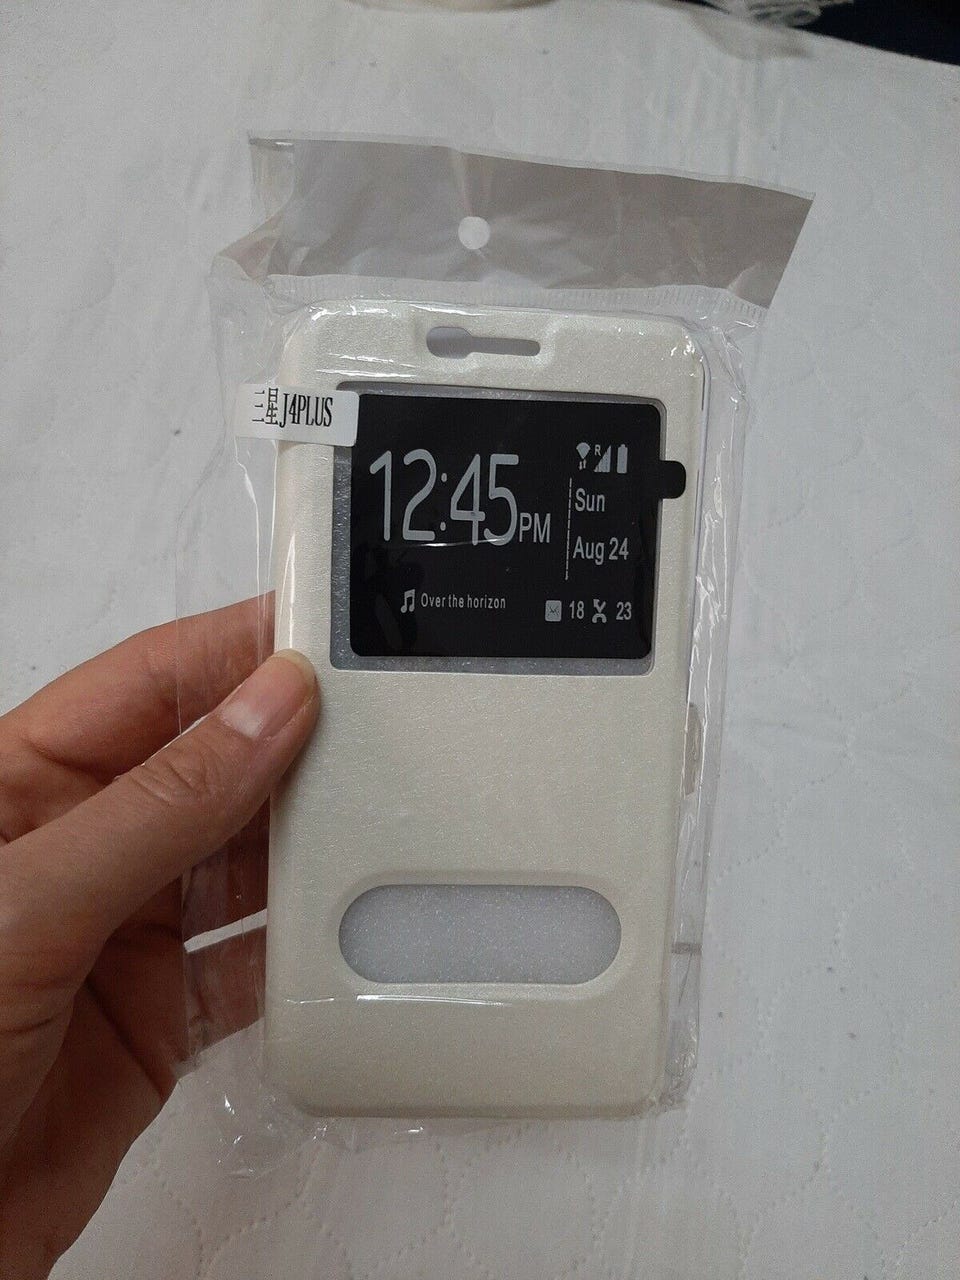 三星J4PLUS
12:45PM
R
Sun
Aug 24
Over the horizon
18 23